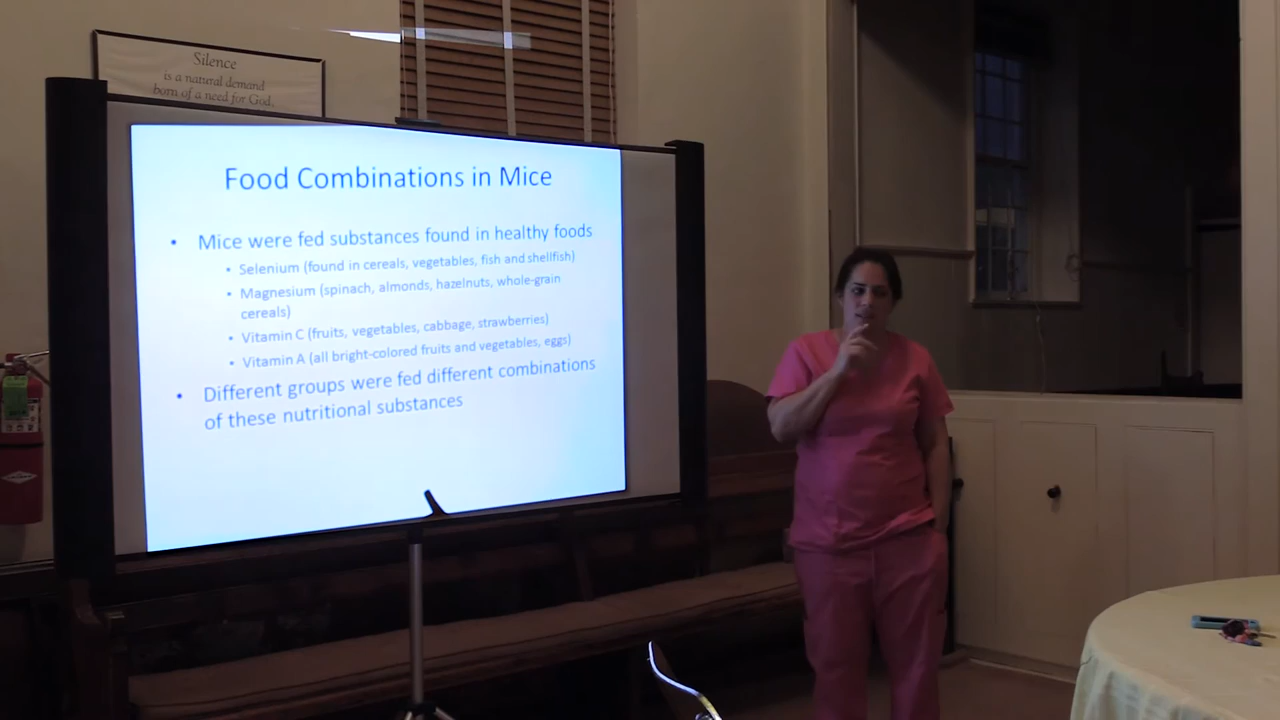 Silence
is a natural demand
born of a need for God.
Food Combinations in Mice
• Mice were fed substances found in healthy foods
• Selenium (found in cereals, vegetables, fish and shellfish)
• Magnesium (spinach, almonds, hazelnuts, whole-grain
cereals)
• Vitamin C (fruits, vegetables, cabbage, strawberries)
• Vitamin A (all bright-colored fruits and vegetables, eggs)
• Different groups were fed different combinations
of these nutritional substances